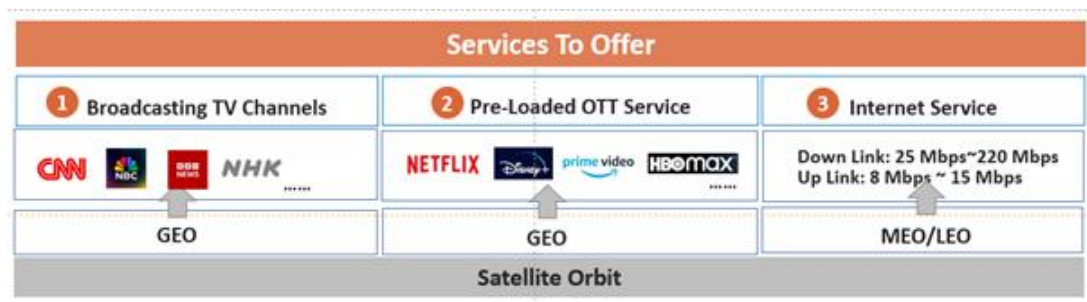 Services To Offer
1 Broadcasting TV Channels
2 Pre-Loaded OTT Service
3 Internet Service
CNN NBC BBC NEWS NHK ......
NETFLIX Disney+ prime video HBOmax ......
Down Link: 25 Mbps~220 Mbps
Up Link: 8 Mbps ~ 15 Mbps
GEO
GEO
MEO/LEO
Satellite Orbit